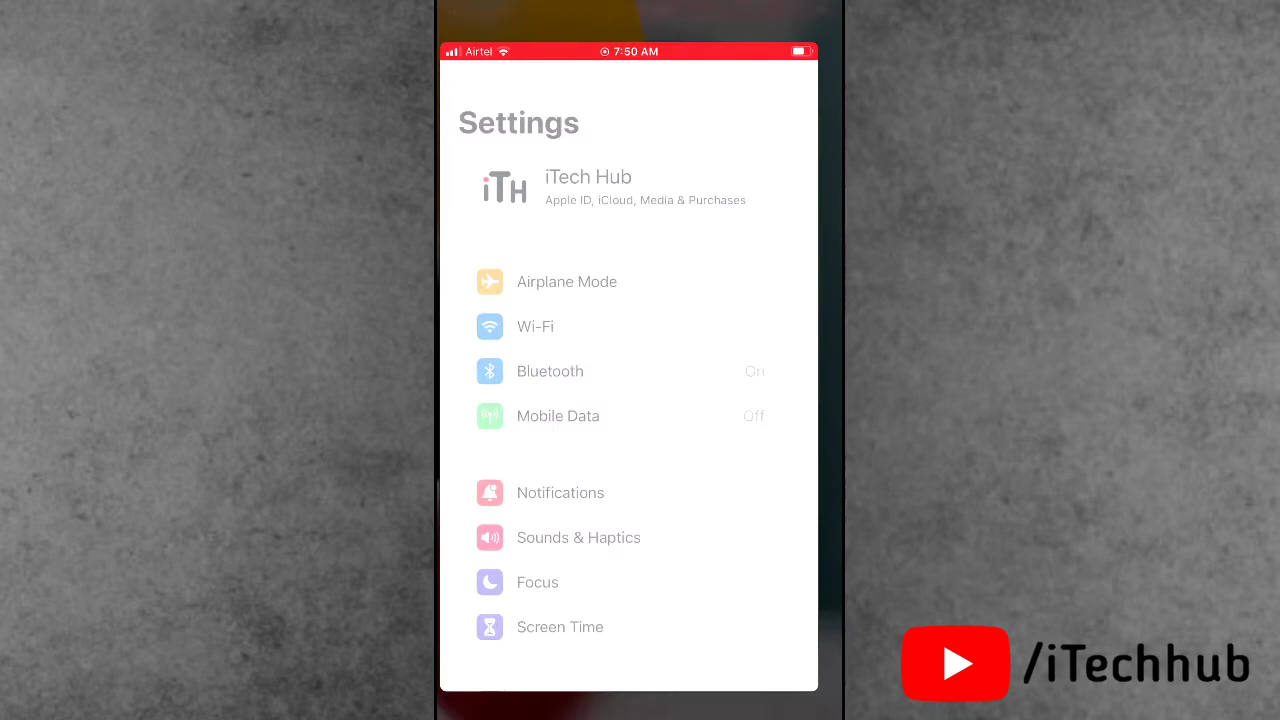 Airtel 7:50 AM
Settings
iTH
iTech Hub
Apple ID, iCloud, Media & Purchases
Airplane Mode
Wi-Fi
Bluetooth On
Mobile Data Off
Notifications
Sounds & Haptics
Focus
Screen Time
/iTechhub